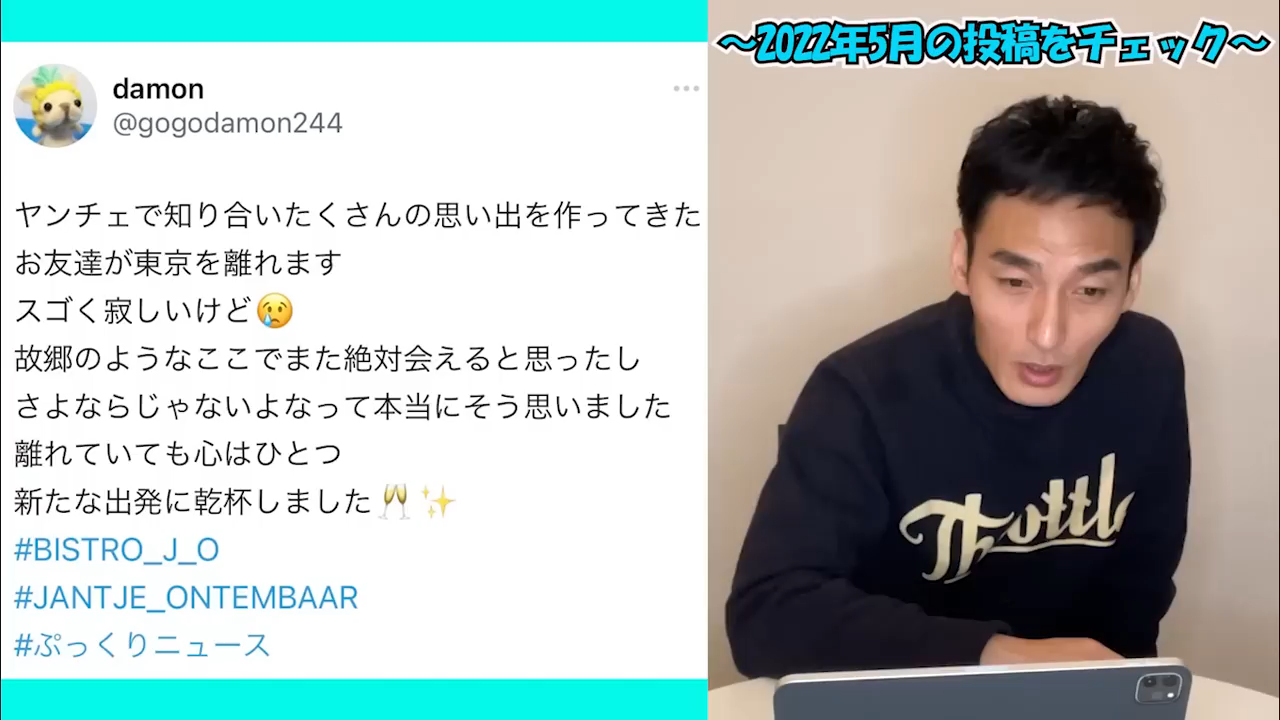 〜2022年5月の投稿をチェック〜
damon
@gogodamon244
ヤンチェで知り合いたくさんの思い出を作ってきた
お友達が東京を離れます
スゴく寂しいけど😢
故郷のようなここでまた絶対会えると思ったし
さよならじゃないよなって本当にそう思いました
離れていても心はひとつ
新たな出発に乾杯しました🥂✨
#BISTRO_J_O
#JANTJE_ONTEMBAAR
#ぷっくりニュース
Throttle